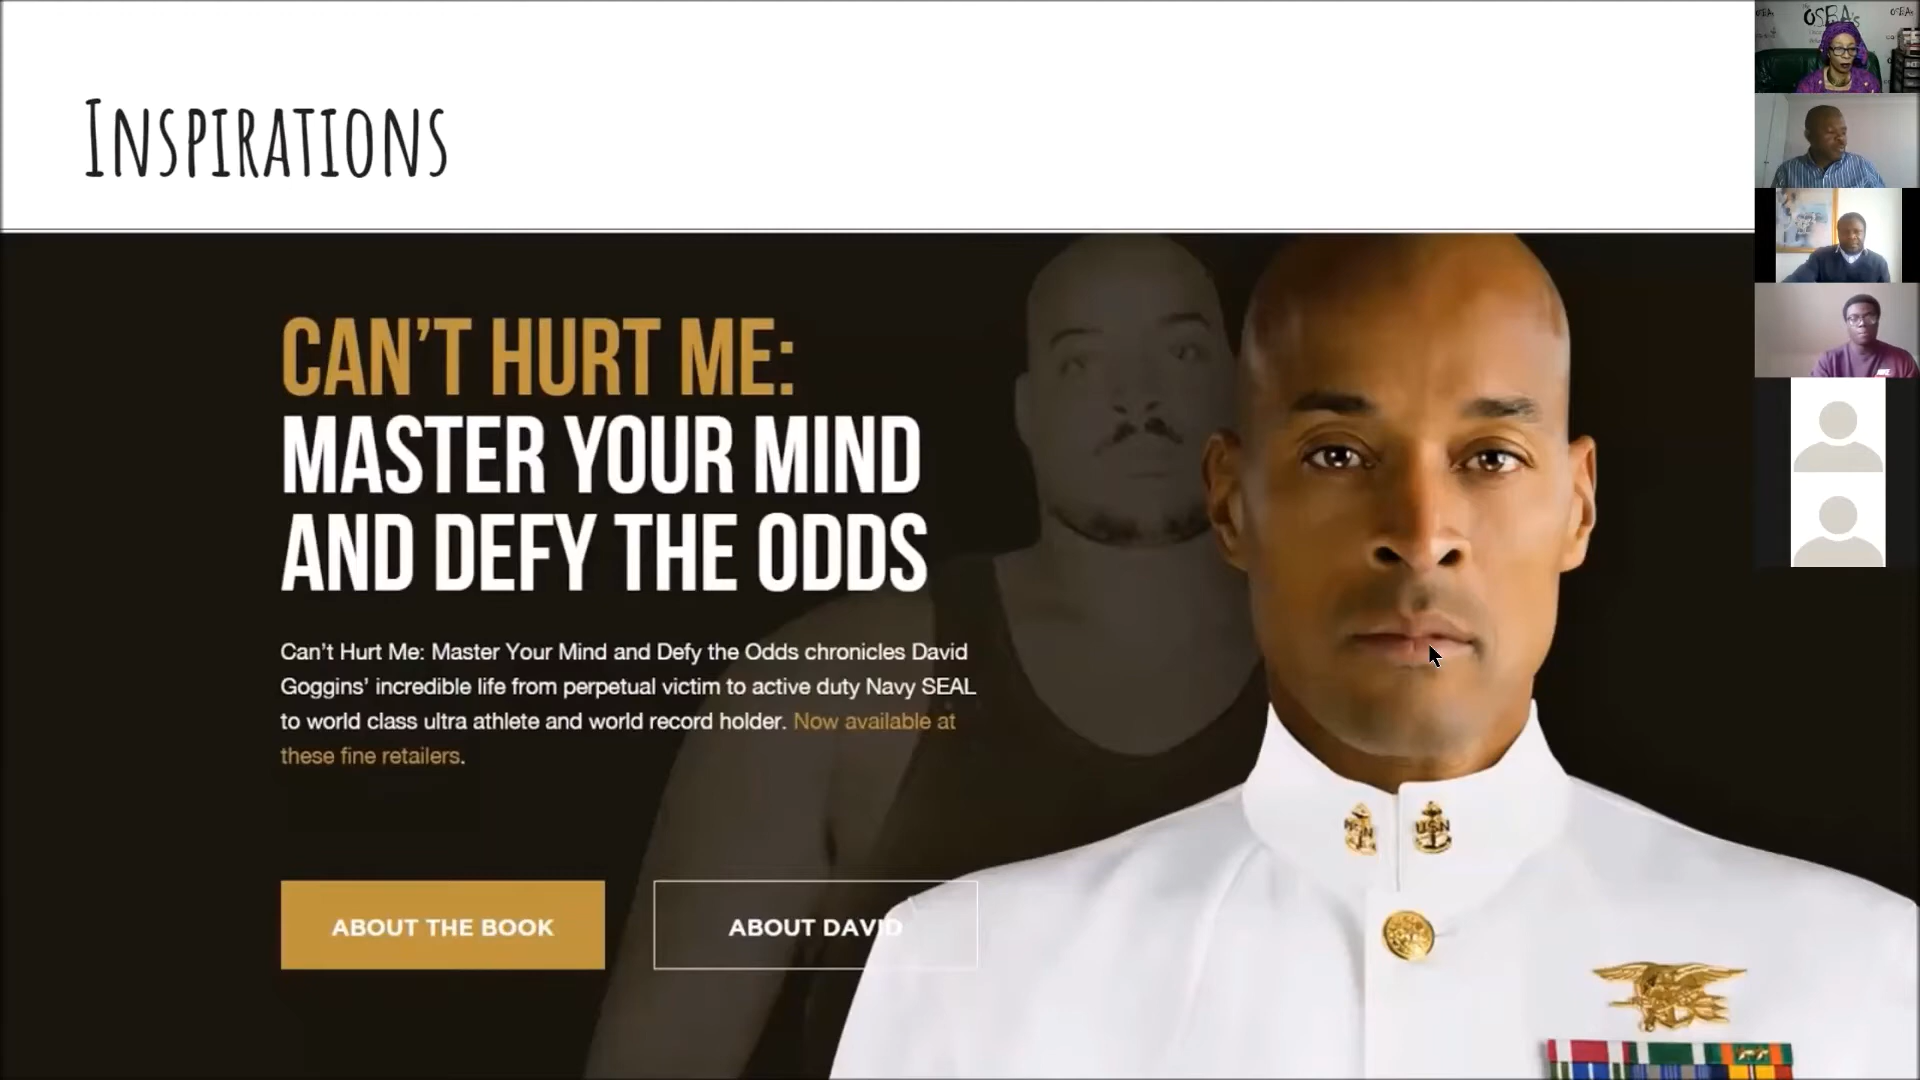 INSPIRATIONS
CAN'T HURT ME:
MASTER YOUR MIND
AND DEFY THE ODDS
Can't Hurt Me: Master Your Mind and Defy the Odds chronicles David
Goggins' incredible life from perpetual victim to active duty Navy SEAL
to world class ultra athlete and world record holder. Now available at
these fine retailers.
ABOUT THE BOOK
ABOUT DAVID
USN
OSBA's